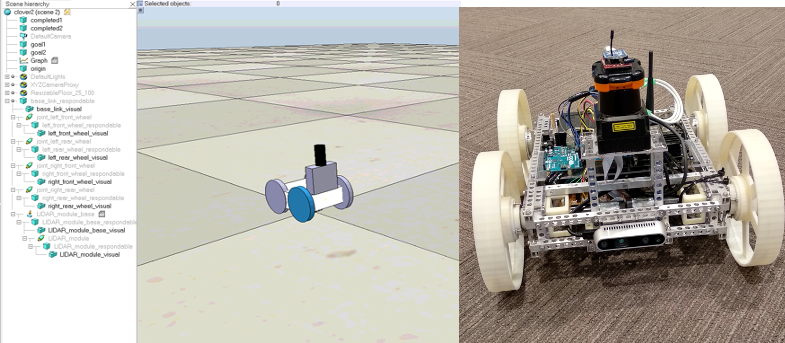 Scene hierarchy
Selected objects:
0
clover2 (scene 2)
completed1
completed2
DefaultCamera
goal1
goal2
Graph
origin
DefaultLights
XYZCameraProxy
ResizableFloor_25_100
base_link_respondable
base_link_visual
joint_left_front_wheel
left_front_wheel_respondable
left_front_wheel_visual
joint_left_rear_wheel
left_rear_wheel_respondable
left_rear_wheel_visual
joint_right_front_wheel
right_front_wheel_respondable
right_front_wheel_visual
joint_right_rear_wheel
right_rear_wheel_respondable
right_rear_wheel_visual
LIDAR_module_base
LIDAR_module_base_respondable
LIDAR_module_base_visual
LIDAR_module
LIDAR_module_respondable
LIDAR_module_visual